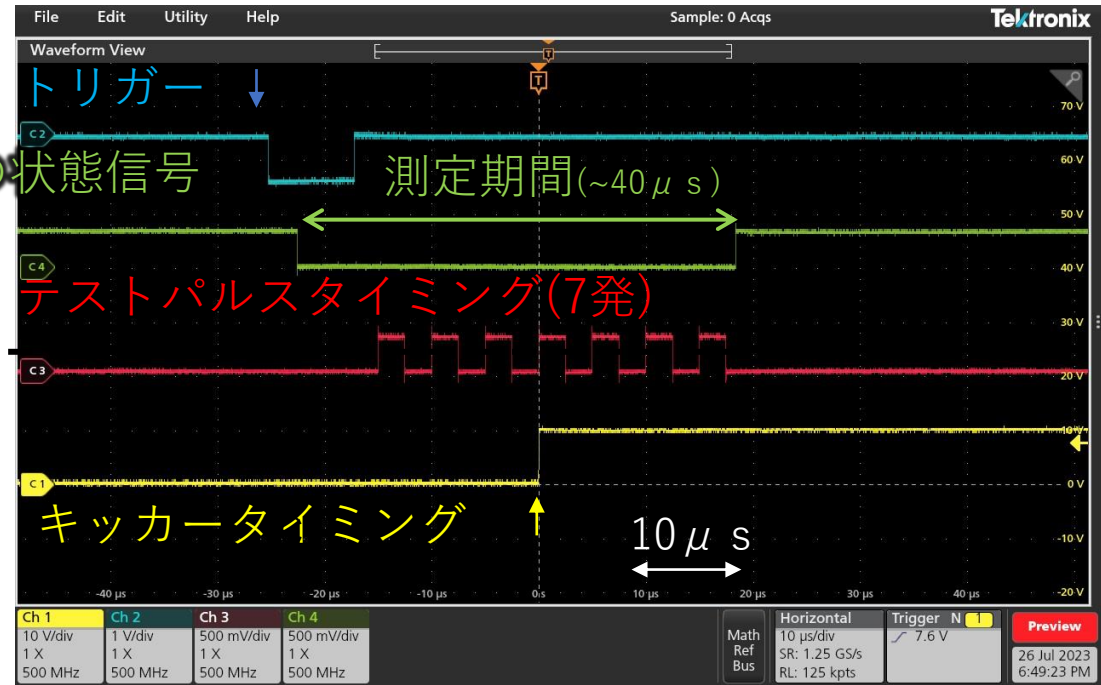 File Edit Utility Help Sample: 0 Acqs Tektronix
Waveform View
T
T
トリガー
70 V
C 2
60 V
状態信号
測定期間(~40μs)
50 V
C 4
40 V
テストパルスタイミング(7発)
30 V
C 3
20 V
10 V
C 1
0 V
キッカータイミング
10μs
-10 V
-40 μs -30 μs -20 μs -10 μs 0 s 10 μs 20 μs 30 μs 40 μs -20 V
Ch 1 Ch 2 Ch 3 Ch 4 Horizontal Trigger N 1 Preview
10 V/div 1 V/div 500 mV/div 500 mV/div Math 10 μs/div 7.6 V
1 X 1 X 1 X 1 X Ref SR: 1.25 GS/s 26 Jul 2023
500 MHz 500 MHz 500 MHz 500 MHz Bus RL: 125 kpts 6:49:23 PM